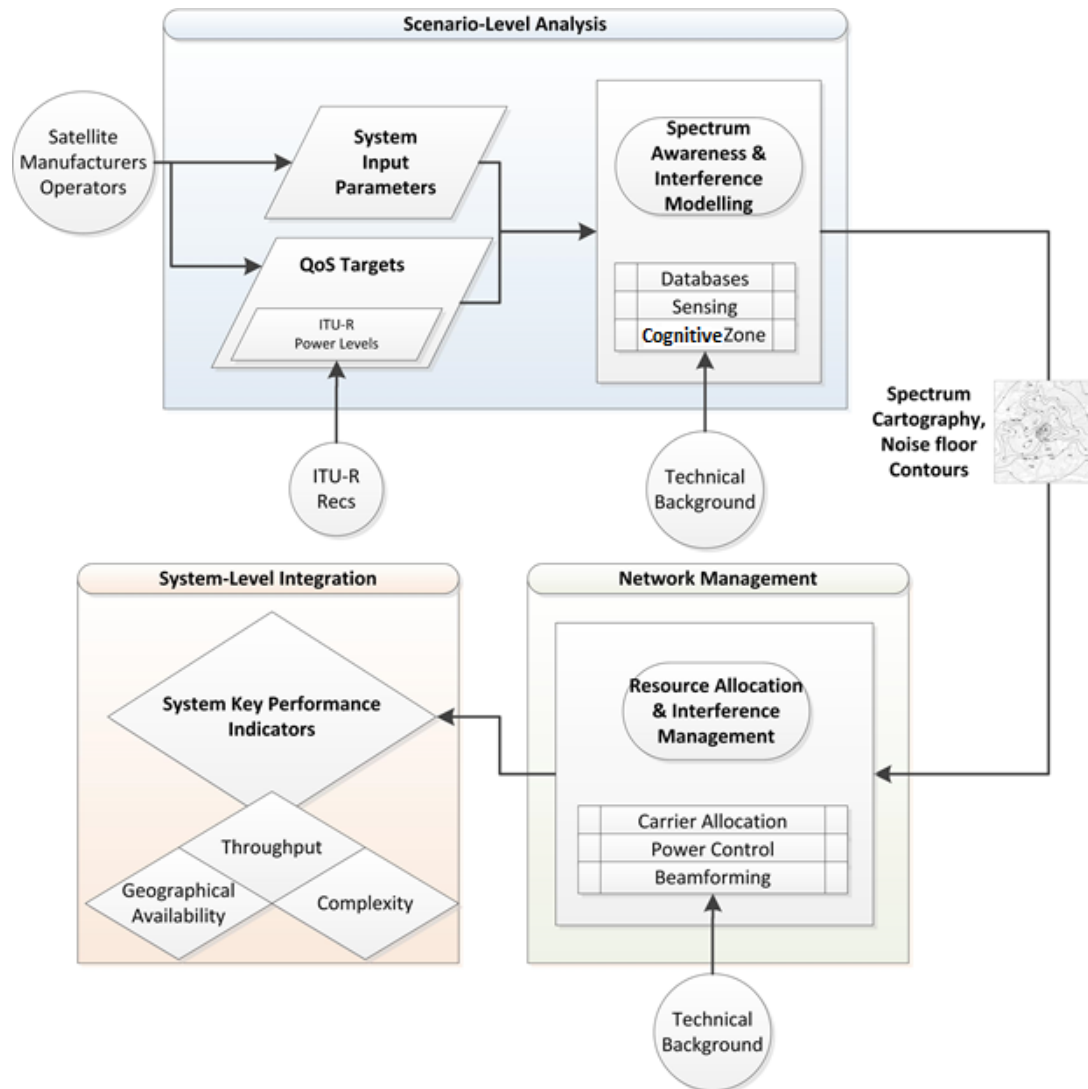 Scenario-Level Analysis
Satellite
Manufacturers
Operators
System
Input
Parameters
QoS Targets
ITU-R
Power Levels
Spectrum
Awareness &
Interference
Modelling
Databases
Sensing
CognitiveZone
ITU-R
Recs
Technical
Background
Spectrum
Cartography,
Noise floor
Contours
System-Level Integration
System Key Performance
Indicators
Throughput
Geographical
Availability
Complexity
Network Management
Resource Allocation
& Interference
Management
Carrier Allocation
Power Control
Beamforming
Technical
Background